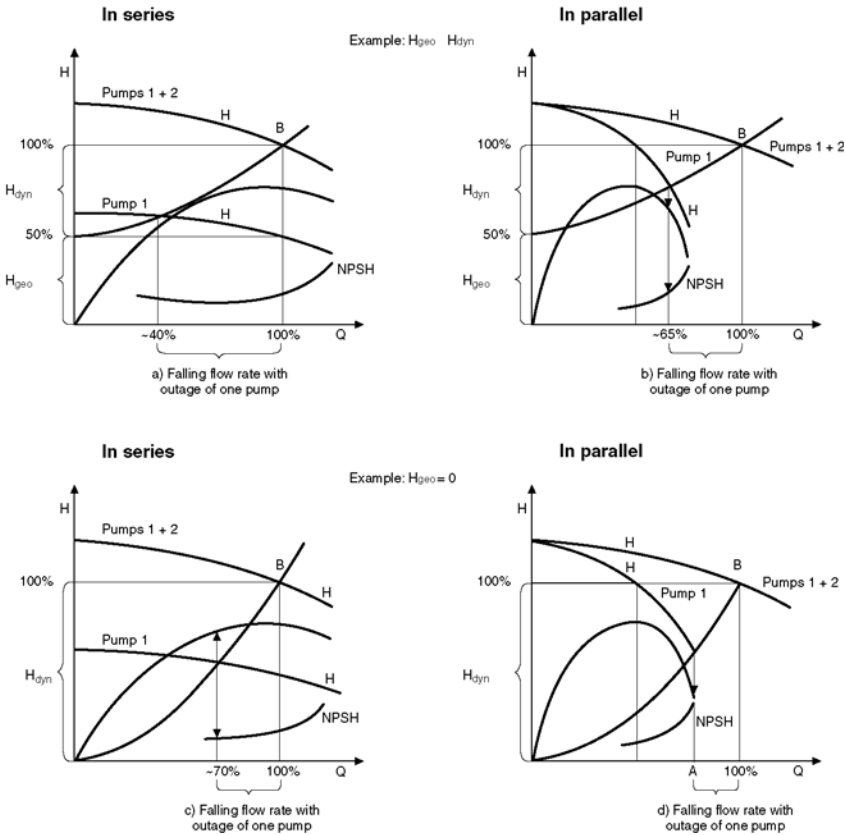 In series
In parallel
Example: Hgeo Hdyn
H
Pumps 1 + 2
H
B
100%
Hdyn
Pump 1
H
50%
Hgeo
NPSH
~40%
100%
Q
a) Falling flow rate with
outage of one pump
H
H
B
100%
Pump 1
Pumps 1 + 2
Hdyn
H
50%
Hgeo
NPSH
~65%
100%
Q
b) Falling flow rate with
outage of one pump
In series
In parallel
Example: Hgeo = 0
H
Pumps 1 + 2
B
100%
H
Pump 1
Hdyn
H
NPSH
~70%
100%
Q
c) Falling flow rate with
outage of one pump
H
H
H
B
100%
Pump 1
Pumps 1 + 2
Hdyn
NPSH
A
100%
Q
d) Falling flow rate with
outage of one pump